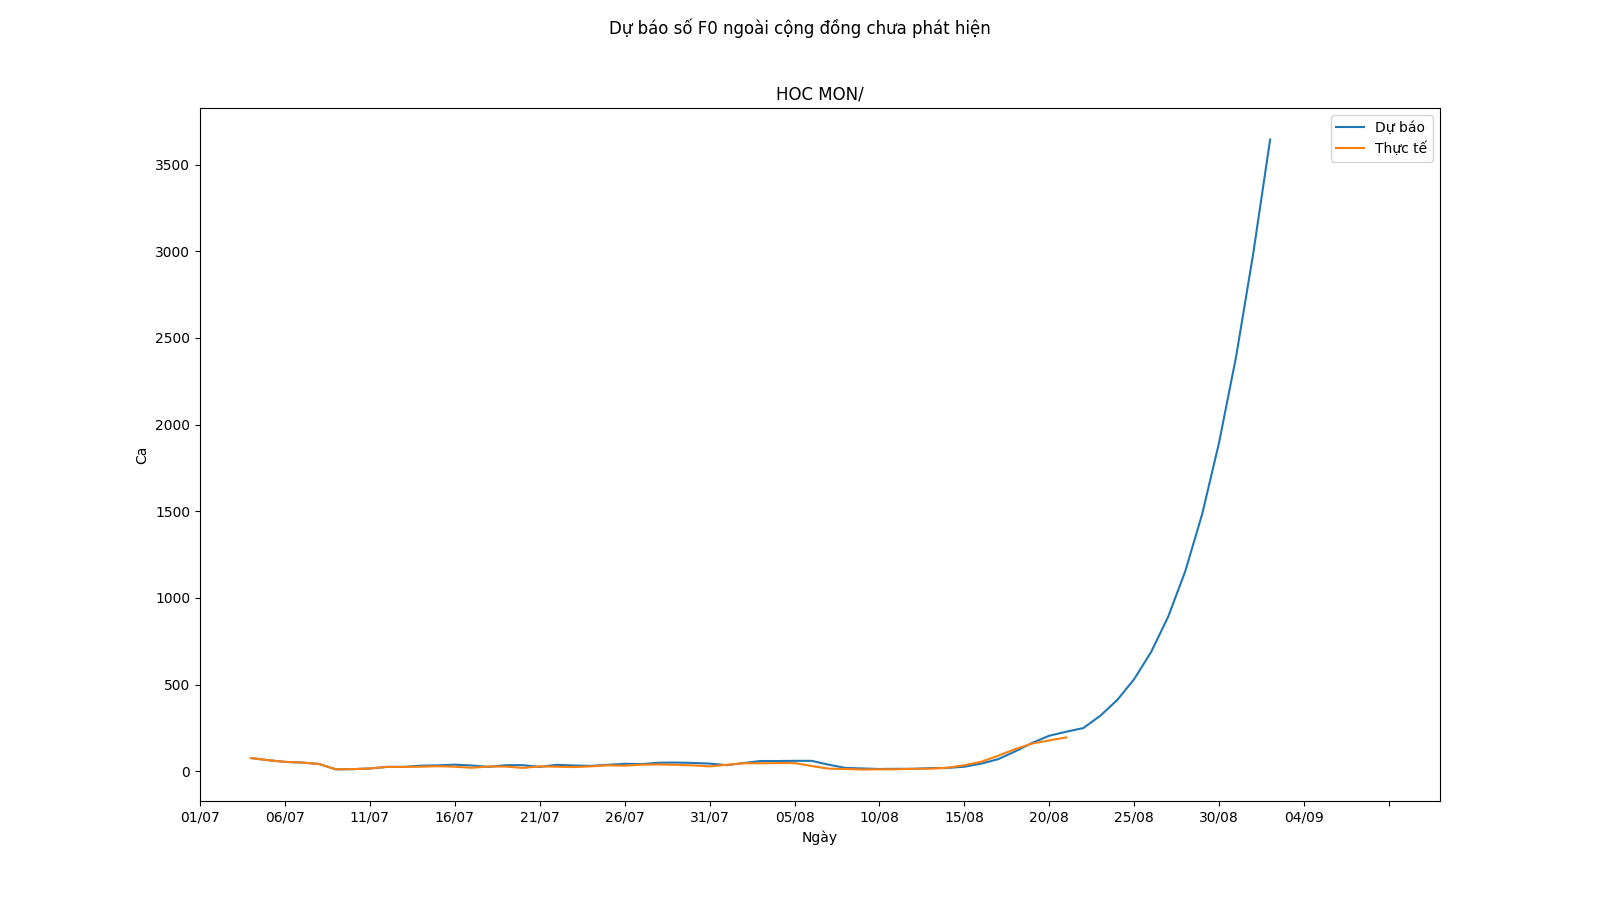 Dự báo số F0 ngoài cộng đồng chưa phát hiện
HOC MON/
Dự báo
Thực tế
3500
3000
2500
2000
1500
1000
500
0
Ca
01/07 06/07 11/07 16/07 21/07 26/07 31/07 05/08 10/08 15/08 20/08 25/08 30/08 04/09
Ngày